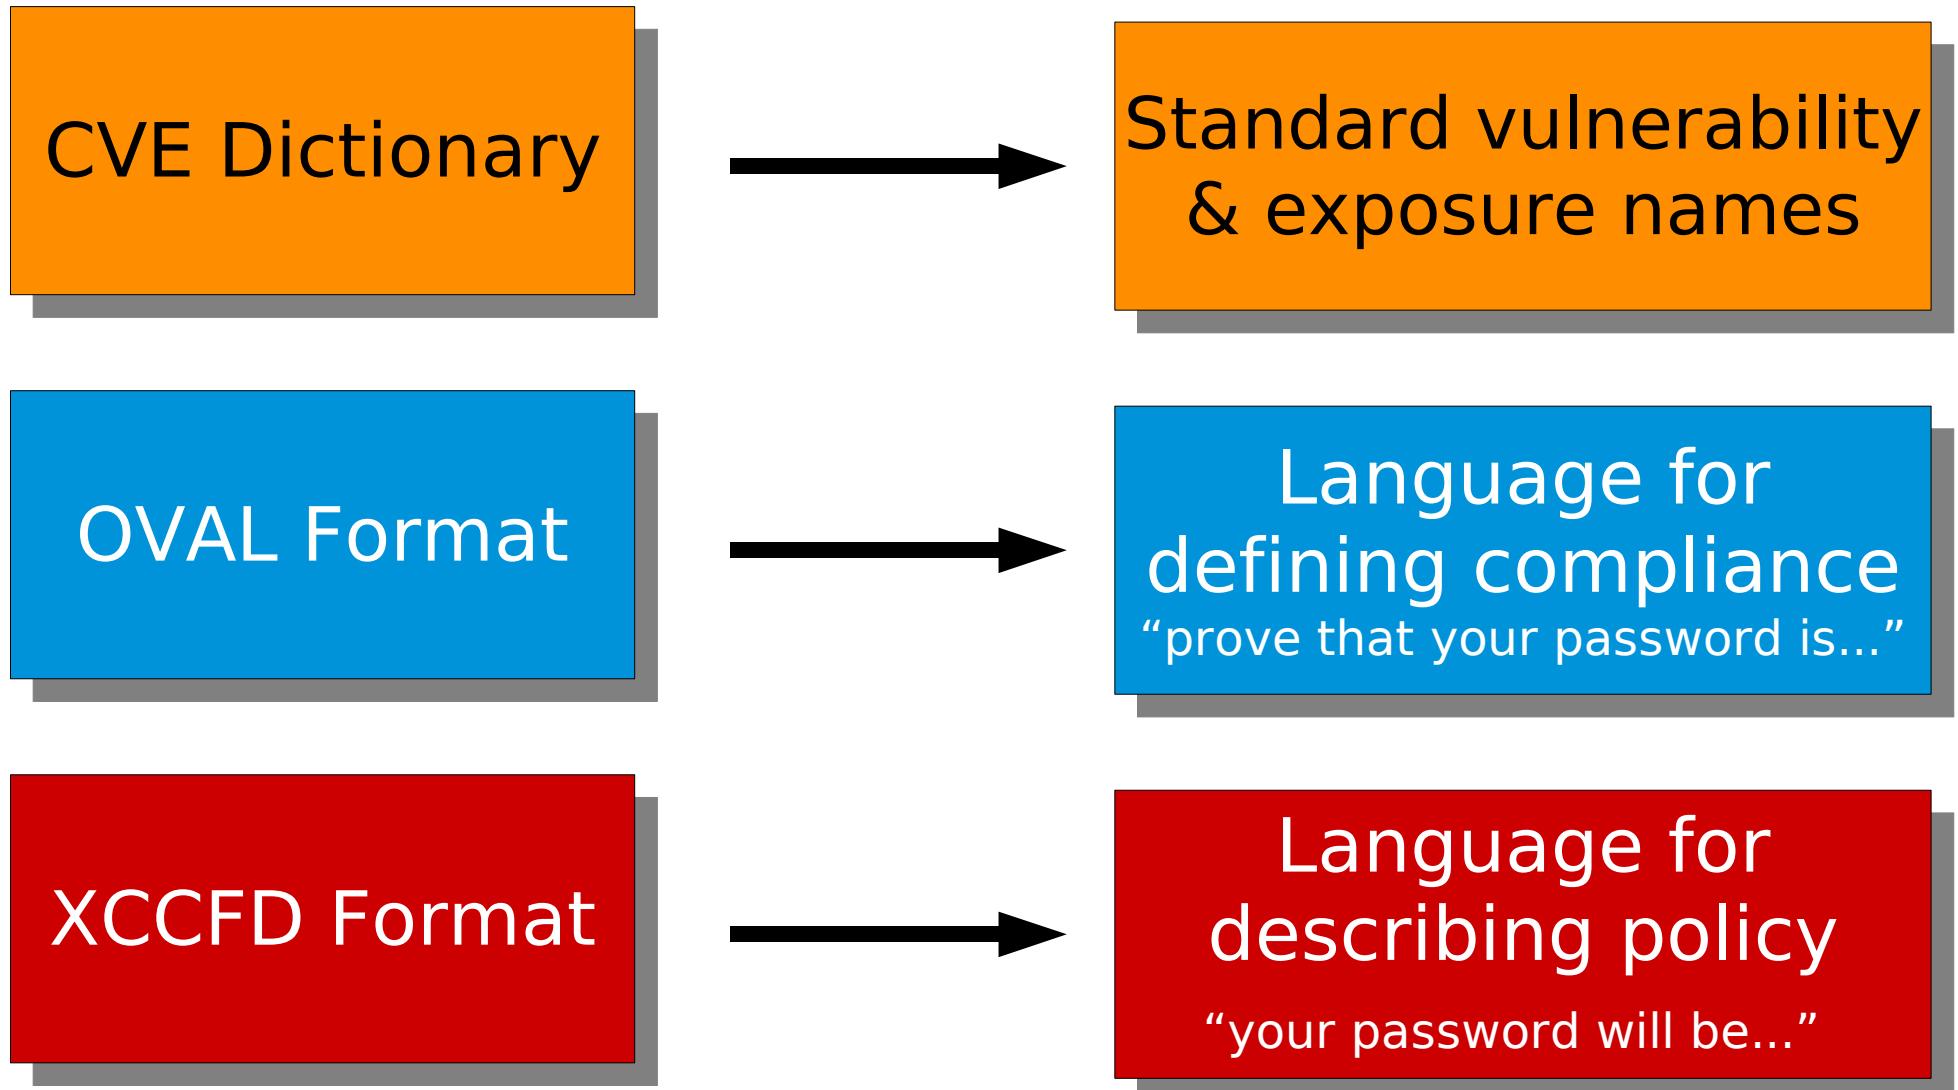 CVE Dictionary
Standard vulnerability
& exposure names
OVAL Format
Language for
defining compliance
“prove that your password is...”
XCCFD Format
Language for
describing policy
“your password will be...”